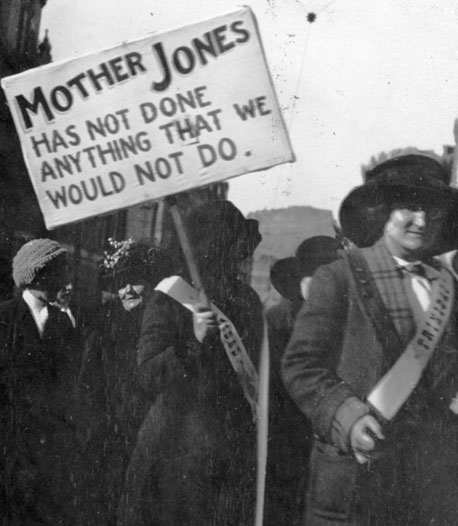 MOTHER JONES
HAS NOT DONE
ANYTHING THAT WE
WOULD NOT DO.